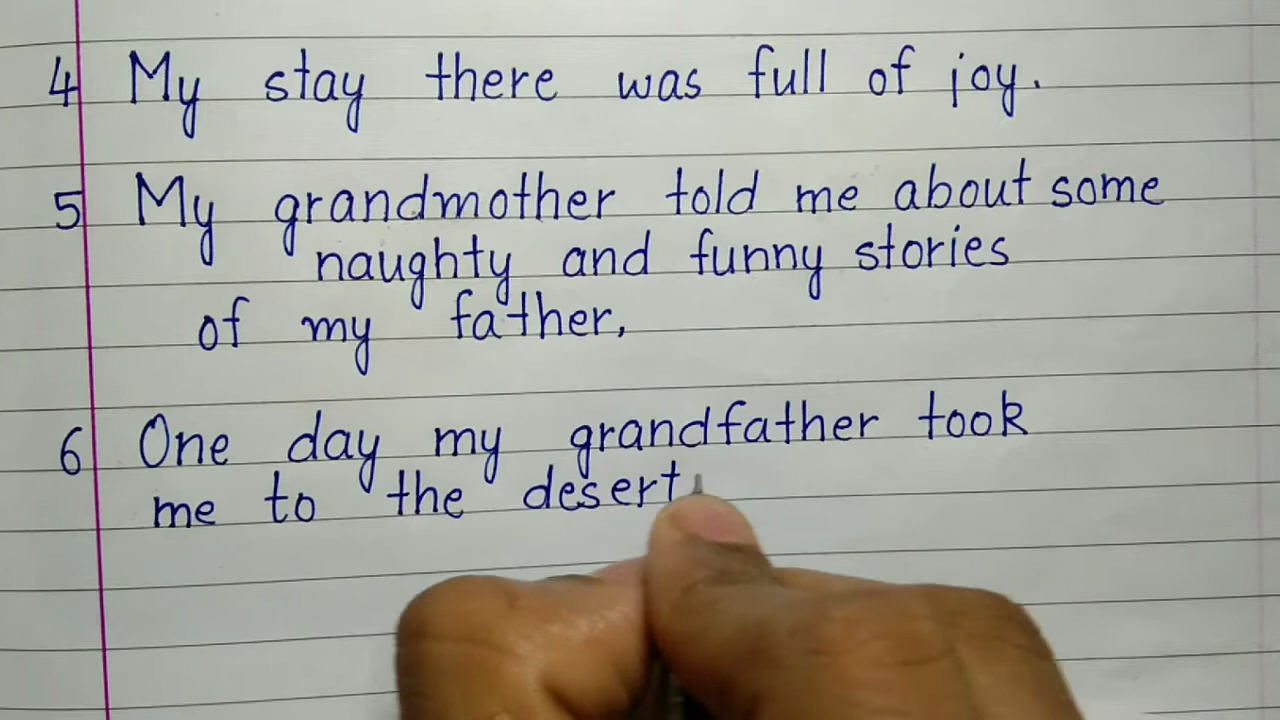 4 My stay there was full of joy.
5 My grandmother told me about some
naughty and funny stories
of my father,
6 One day my grandfather took
me to the desert